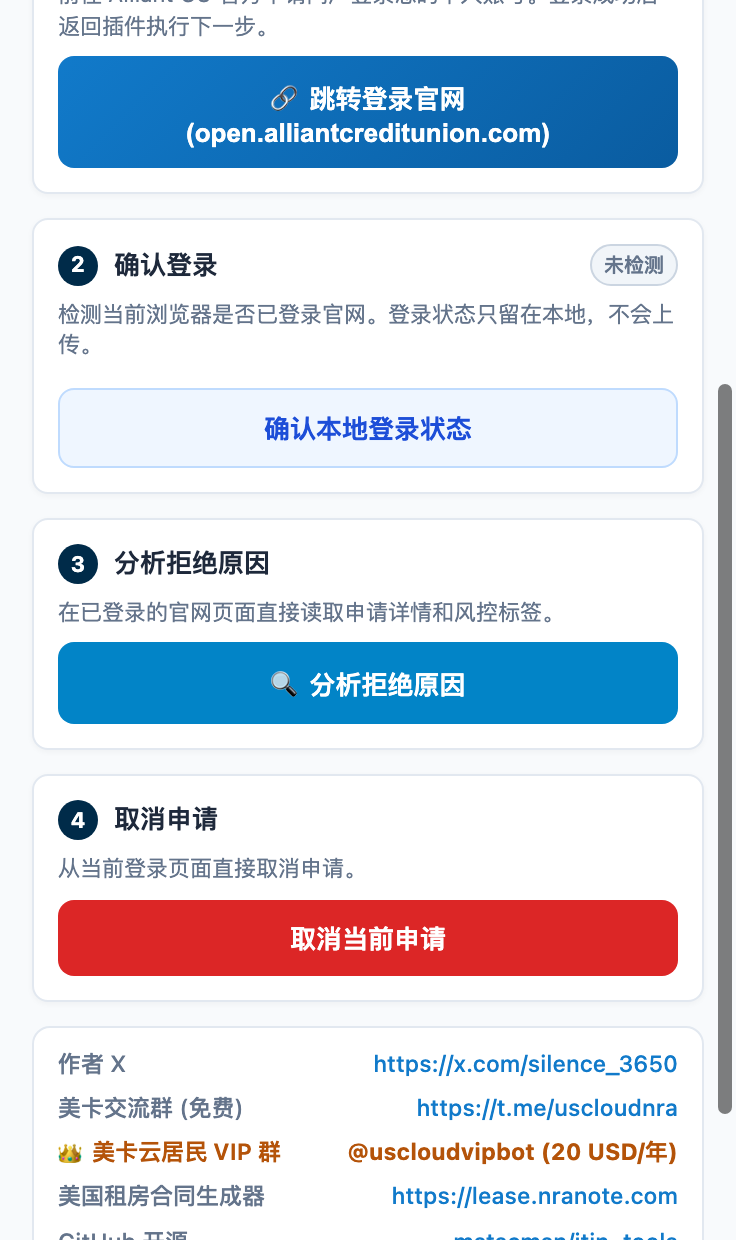 返回插件执行下一步。
🔗 跳转登录官网
(open.alliantcreditunion.com)
2 确认登录 未检测
检测当前浏览器是否已登录官网。登录状态只留在本地，不会上
传。
确认本地登录状态
3 分析拒绝原因
在已登录的官网页面直接读取申请详情和风控标签。
🔍 分析拒绝原因
4 取消申请
从当前登录页面直接取消申请。
取消当前申请
作者 X https://x.com/silence_3650
美卡交流群 (免费) https://t.me/uscloudnra
👑 美卡云居民 VIP 群 @uscloudvipbot (20 USD/年)
美国租房合同生成器 https://lease.nranote.com
GitHub 开源